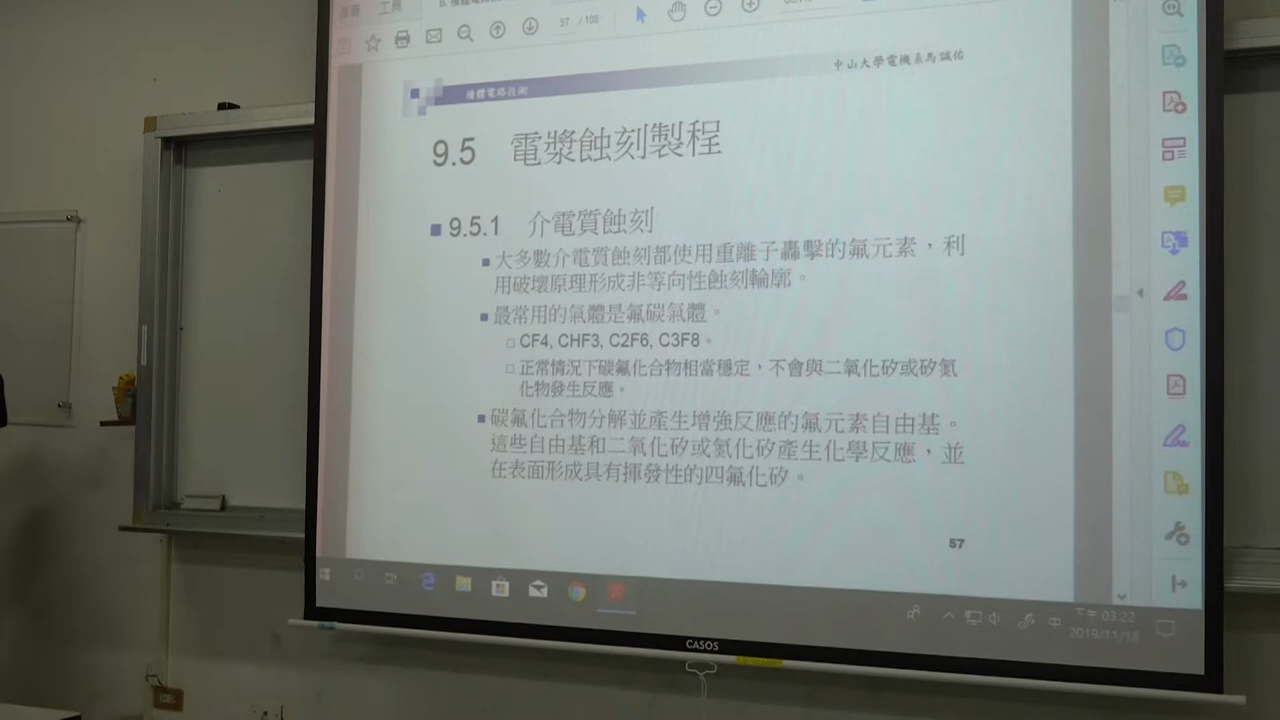 工具
57 / 108
中山大學電機系馬誠佑
積體電路技術
9.5 電漿蝕刻製程
9.5.1 介電質蝕刻
大多數介電質蝕刻都使用重離子轟擊的氟元素，利
用破壞原理形成非等向性蝕刻輪廓。
最常用的氣體是氟碳氣體。
CF4, CHF3, C2F6, C3F8。
正常情況下碳氟化合物相當穩定，不會與二氧化矽或矽氮
化物發生反應。
碳氟化合物分解並產生增強反應的氟元素自由基。
這些自由基和二氧化矽或氮化矽產生化學反應，並
在表面形成具有揮發性的四氟化矽。
57
中
下午 03:22
2019/11/18
CASOS